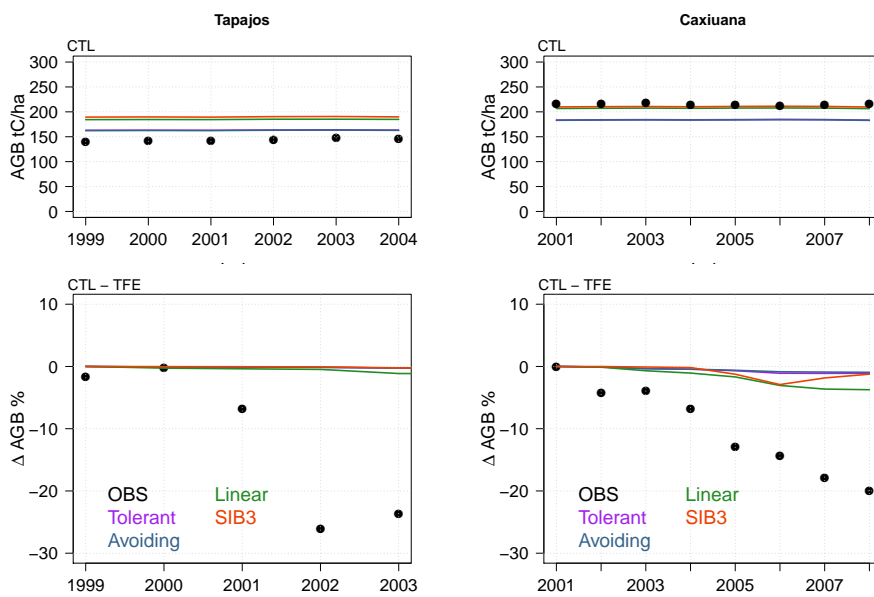 Tapajos
CTL
AGB tC/ha
300
250
200
150
100
50
0
1999 2000 2001 2002 2003 2004
Caxiuana
CTL
AGB tC/ha
300
250
200
150
100
50
0
2001 2003 2005 2007
CTL – TFE
Δ AGB %
10
0
−10
−20
−30
OBS Linear
Tolerant SIB3
Avoiding
1999 2000 2001 2002 2003
CTL – TFE
Δ AGB %
10
0
−10
−20
−30
OBS Linear
Tolerant SIB3
Avoiding
2001 2003 2005 2007